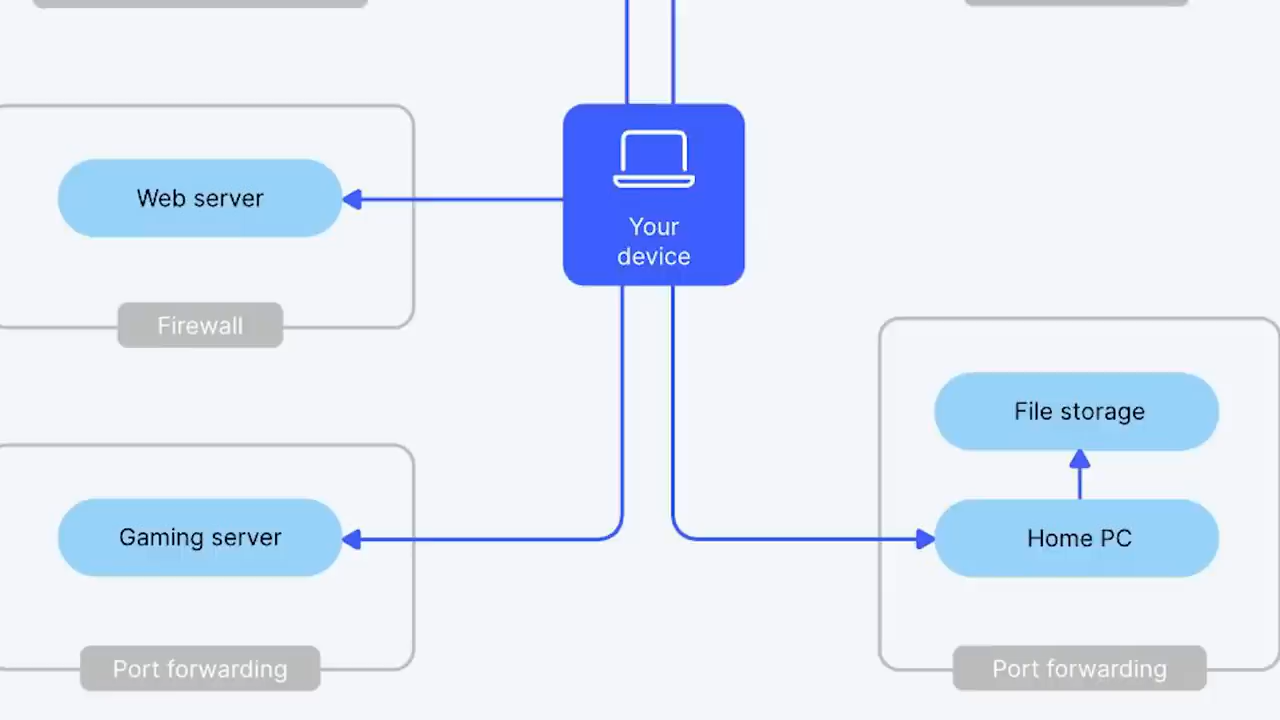 Web server
Your
device
Firewall
File storage
Gaming server
Home PC
Port forwarding
Port forwarding